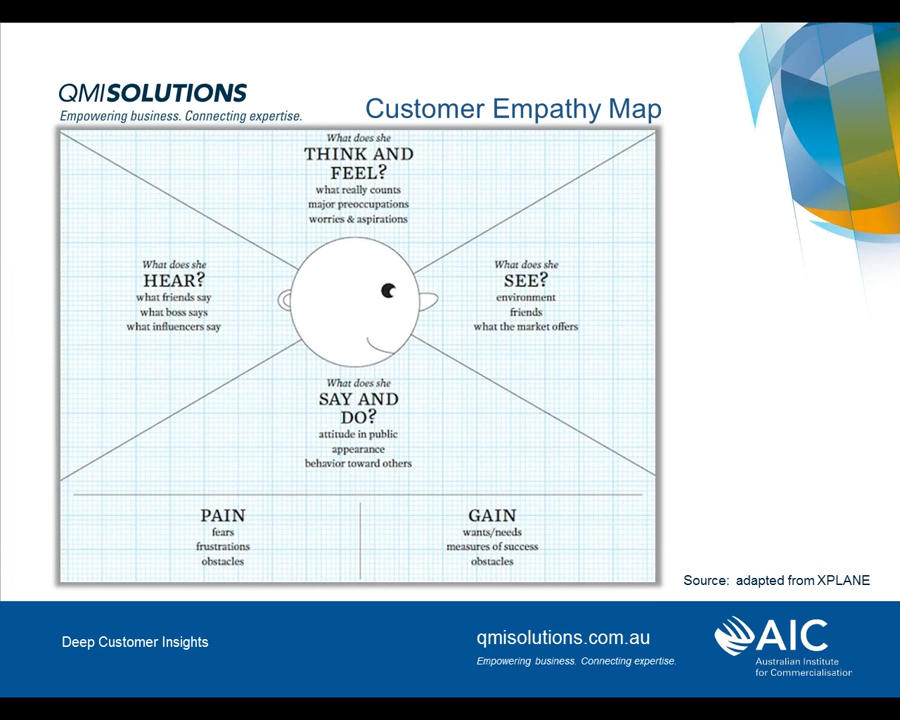 QMISOLUTIONS
Empowering business. Connecting expertise.
Customer Empathy Map
What does she
THINK AND
FEEL?
what really counts
major preoccupations
worries & aspirations
What does she
HEAR?
what friends say
what boss says
what influencers say
What does she
SEE?
environment
friends
what the market offers
What does she
SAY AND
DO?
attitude in public
appearance
behavior toward others
PAIN
fears
frustrations
obstacles
GAIN
wants/needs
measures of success
obstacles
Source: adapted from XPLANE
Deep Customer Insights
qmisolutions.com.au
Empowering business. Connecting expertise.
AIC
Australian Institute
for Commercialisation